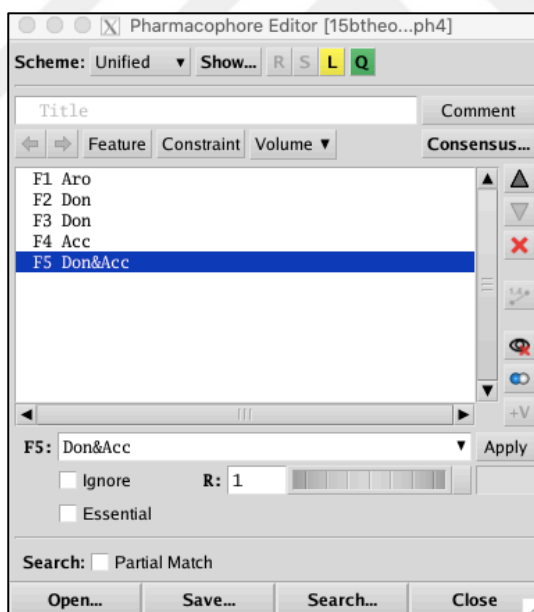 Pharmacophore Editor [15btheo...ph4]
Scheme: Unified ▼ Show... R S L Q
Title Comment
Feature Constraint Volume ▼ Consensus...
F1 Aro
F2 Don
F3 Don
F4 Acc
F5 Don&Acc
+V
F5: Don&Acc ▼ Apply
Ignore R: 1
Essential
Search: Partial Match
Open... Save... Search... Close